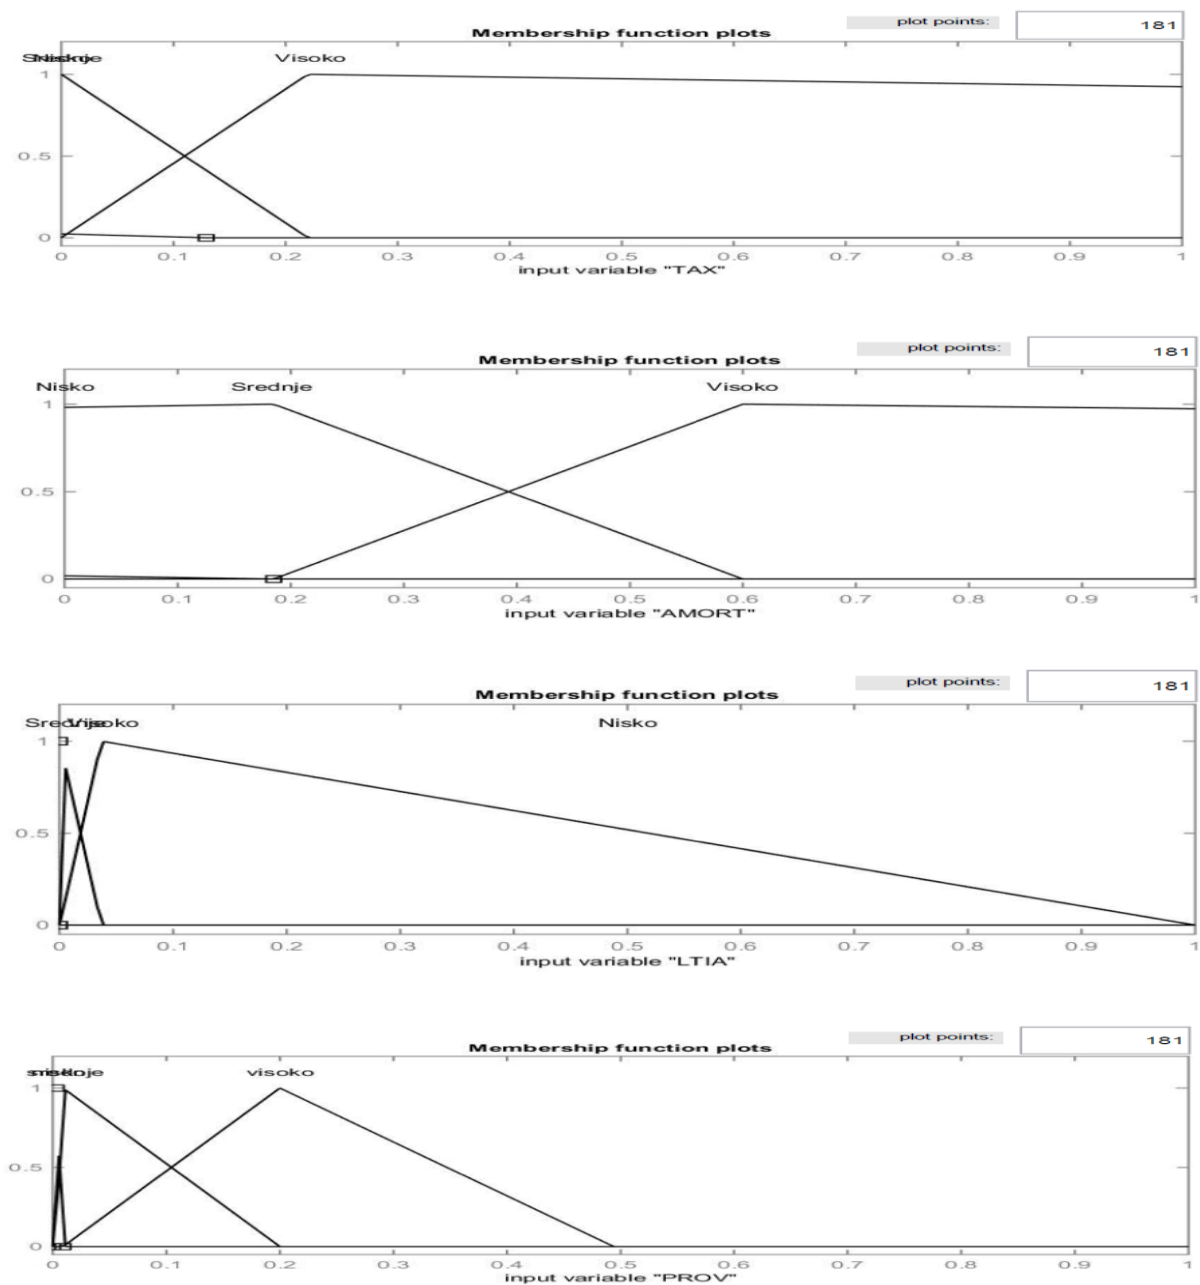 plot points: 181
Membership function plots
Visoko
1
0.5
0
0 0.1 0.2 0.3 0.4 0.5 0.6 0.7 0.8 0.9 1
input variable "TAX"
plot points: 181
Membership function plots
Nisko Srednje Visoko
1
0.5
0
0 0.1 0.2 0.3 0.4 0.5 0.6 0.7 0.8 0.9 1
input variable "AMORT"
plot points: 181
Membership function plots
Srednje Visoko Nisko
1
0.5
0
0 0.1 0.2 0.3 0.4 0.5 0.6 0.7 0.8 0.9 1
input variable "LTIA"
plot points: 181
Membership function plots
visoko
1
0.5
0
0 0.1 0.2 0.3 0.4 0.5 0.6 0.7 0.8 0.9 1
input variable "PROV"